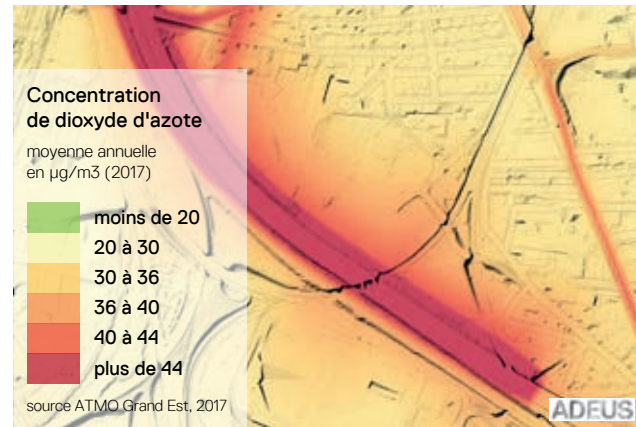 Concentration
de dioxyde d'azote
moyenne annuelle
en µg/m3 (2017)
moins de 20
20 à 30
30 à 36
36 à 40
40 à 44
plus de 44
source ATMO Grand Est, 2017
ADEUS